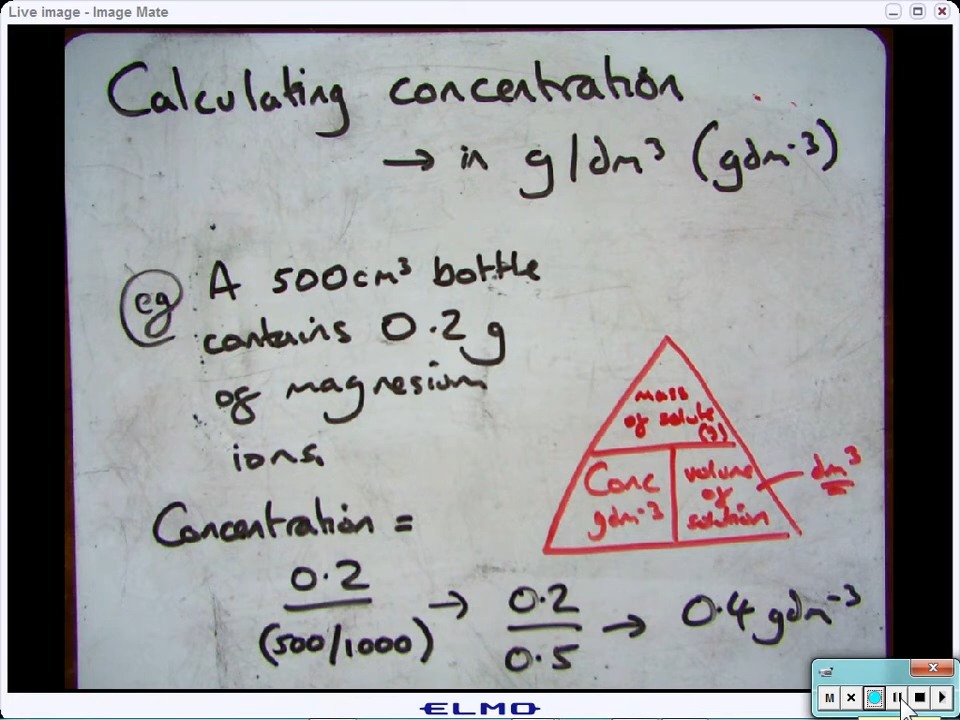 Live image - Image Mate
Calculating concentration
→ in g/dm³ (gdm⁻³)
eg
A 500cm³ bottle
contains 0.2 g
of magnesium
ions.
mass
of solute
(g)
Conc
gdm⁻³
volume
of
solution
dm³
Concentration =
0.2
(500/1000)
→
0.2
0.5
→ 0.4 gdm⁻³
M
ELMO